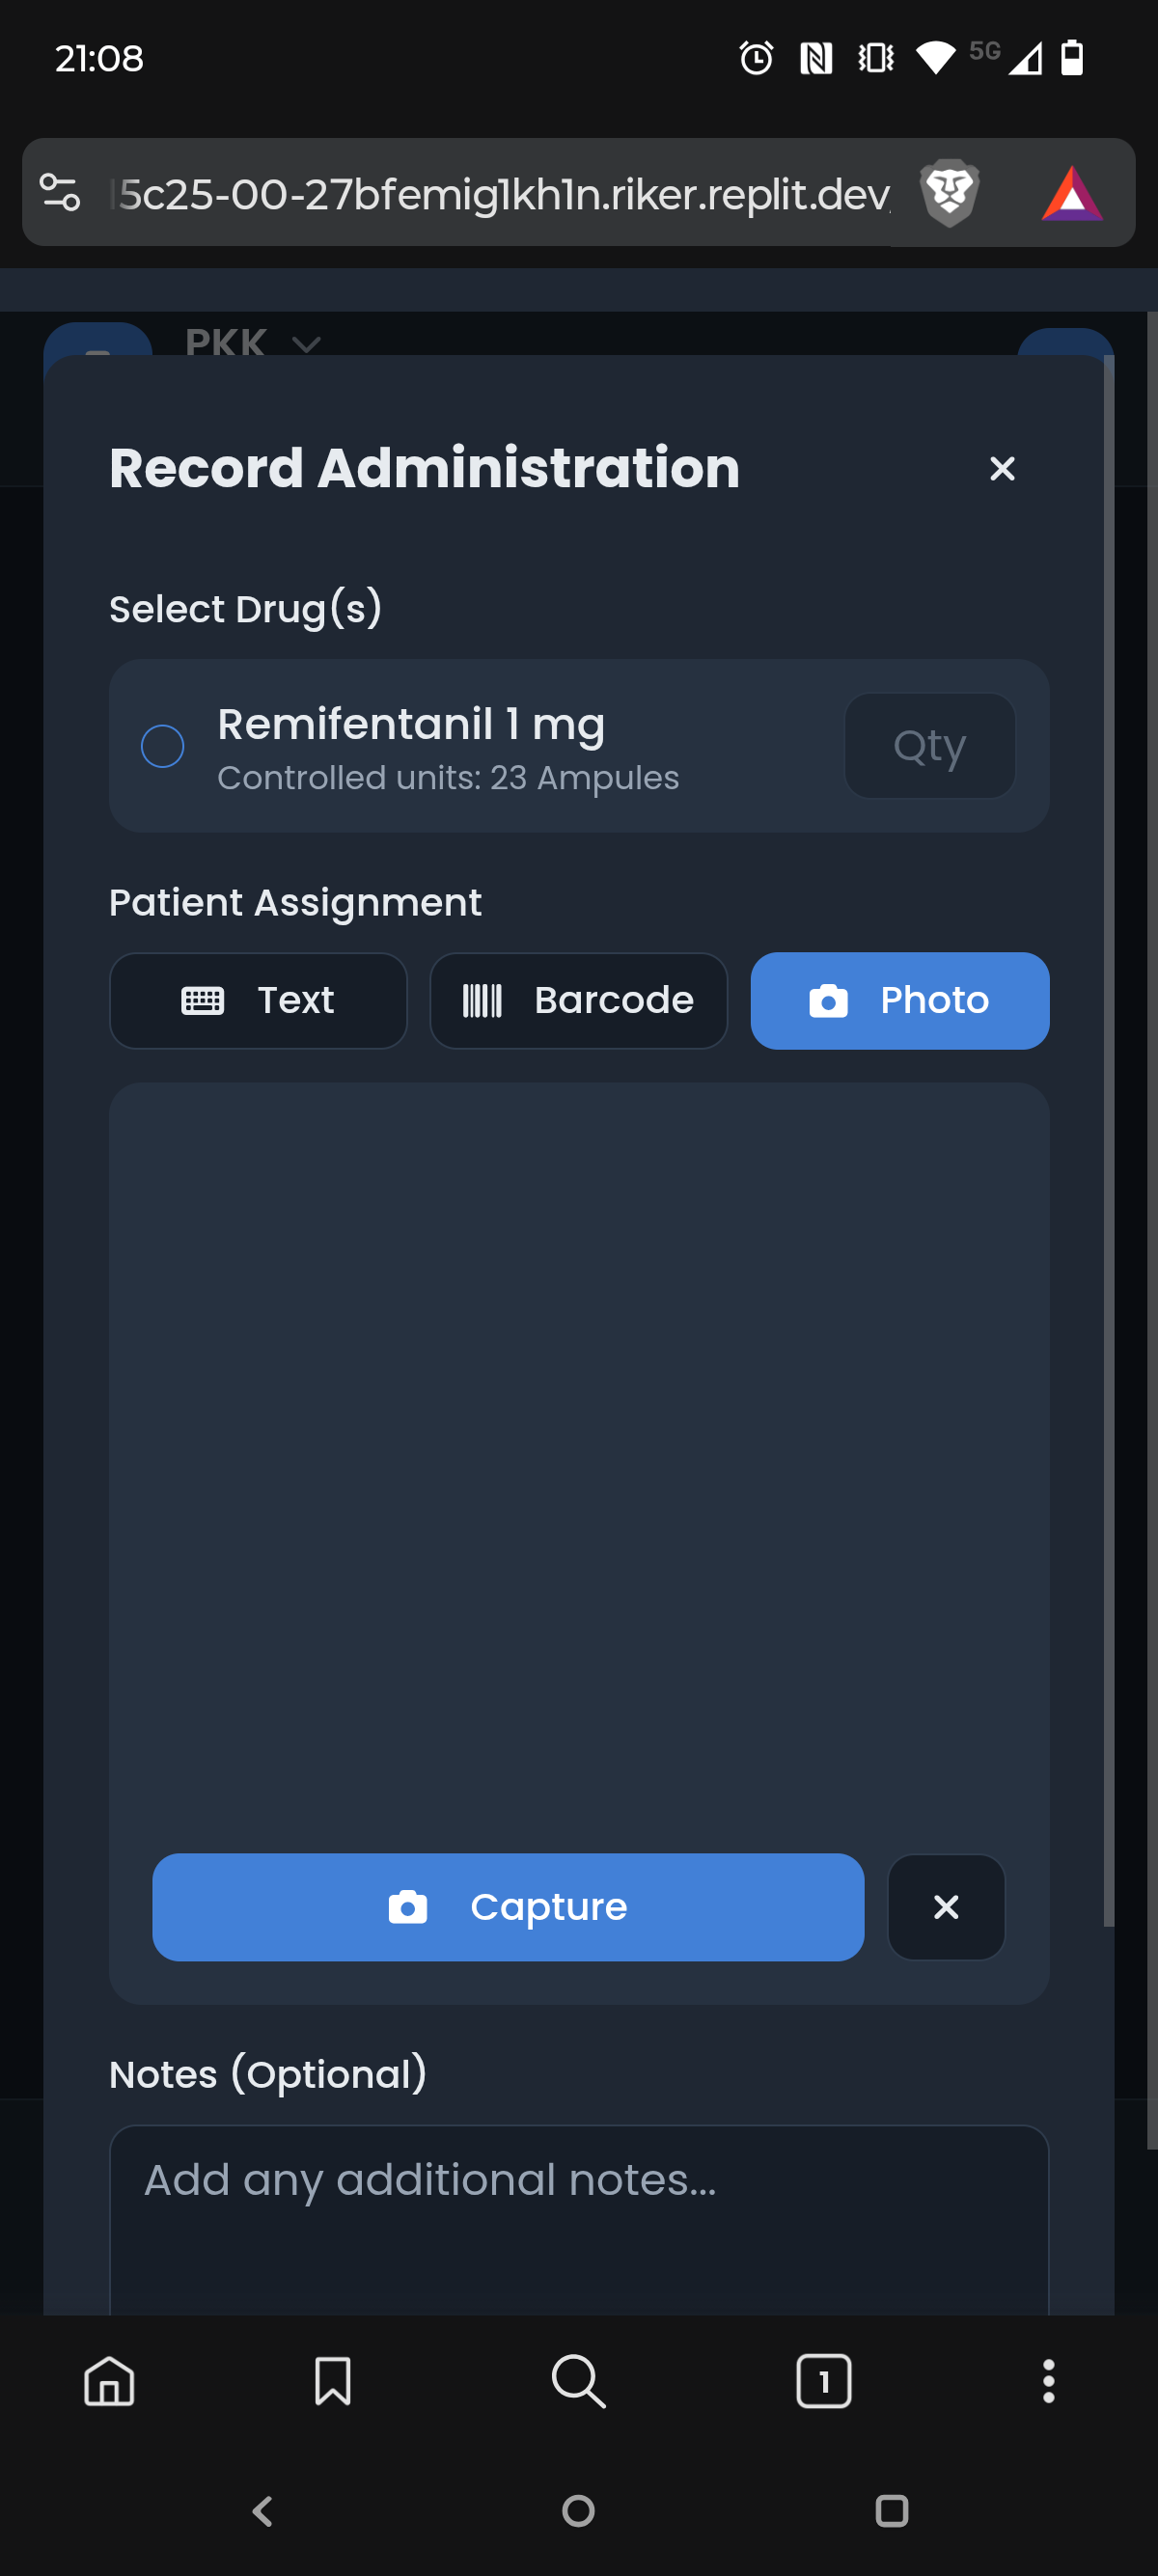 21:08
5G
5c25-00-27bfemig1kh1n.riker.replit.dev
PKK
Record Administration
Select Drug(s)
Remifentanil 1 mg
Controlled units: 23 Ampules
Qty
Patient Assignment
Text
Barcode
Photo
Capture
Notes (Optional)
Add any additional notes...
1